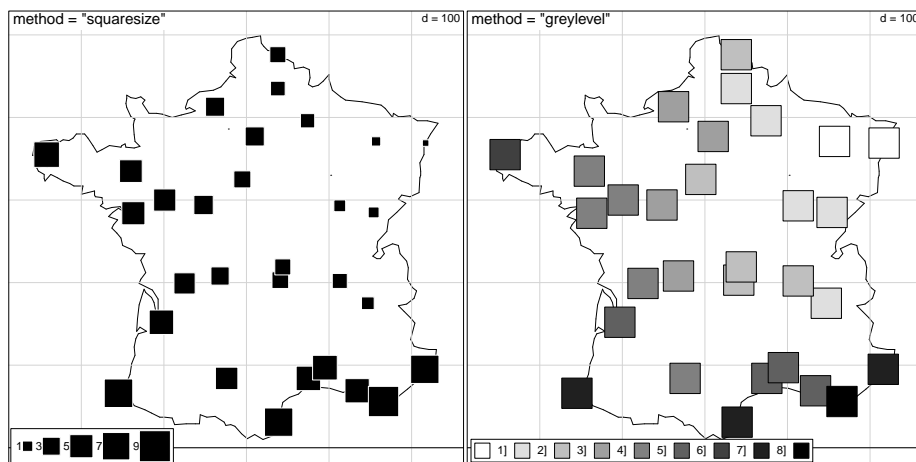 method = "squaresize"
d = 100
1 3 5 7 9
method = "greylevel"
d = 100
1] 2] 3] 4] 5] 6] 7] 8]